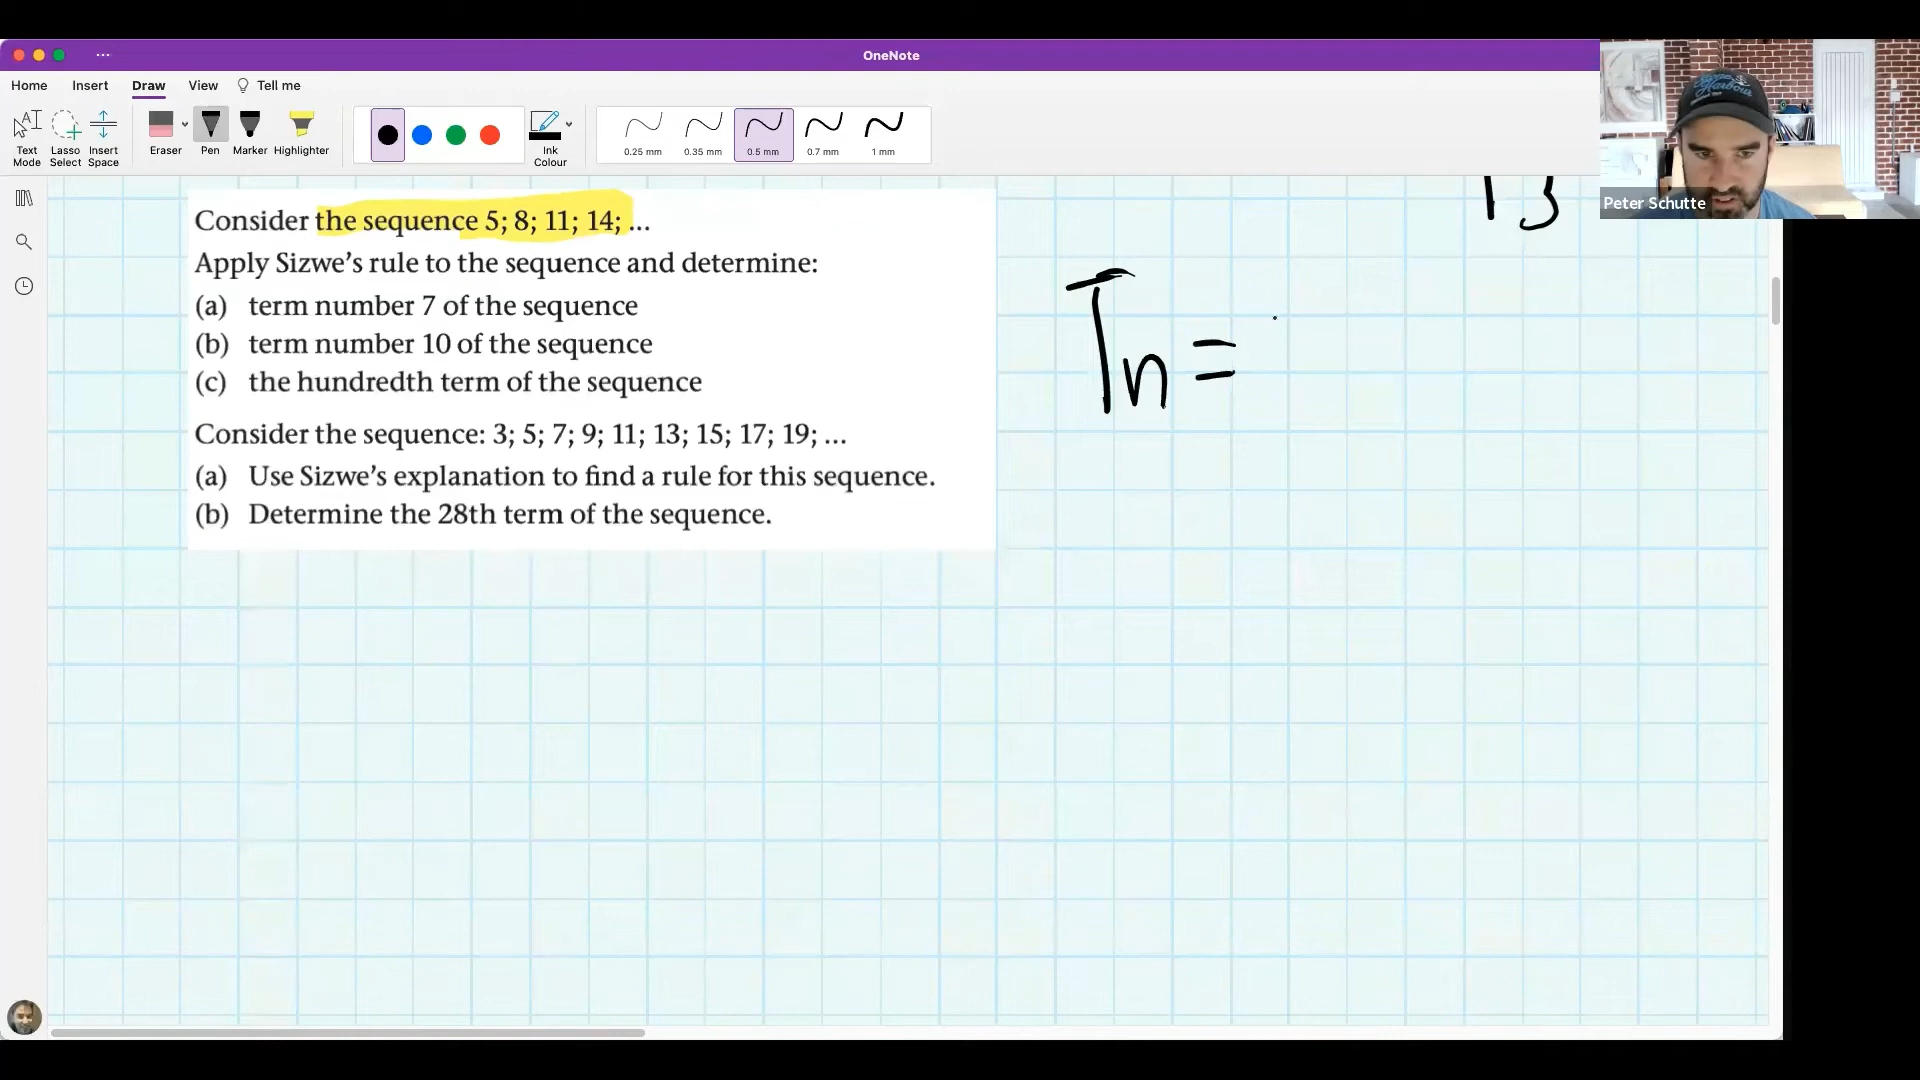 OneNote
Home Insert Draw View Tell me
Text Mode Lasso Select Insert Space Eraser Pen Marker Highlighter Ink Colour 0.25 mm 0.35 mm 0.5 mm 0.7 mm 1 mm
Peter Schutte
Consider the sequence 5; 8; 11; 14; ...
Apply Sizwe’s rule to the sequence and determine:
(a) term number 7 of the sequence
(b) term number 10 of the sequence
(c) the hundredth term of the sequence
Consider the sequence: 3; 5; 7; 9; 11; 13; 15; 17; 19; ...
(a) Use Sizwe’s explanation to find a rule for this sequence.
(b) Determine the 28th term of the sequence.
Tn =